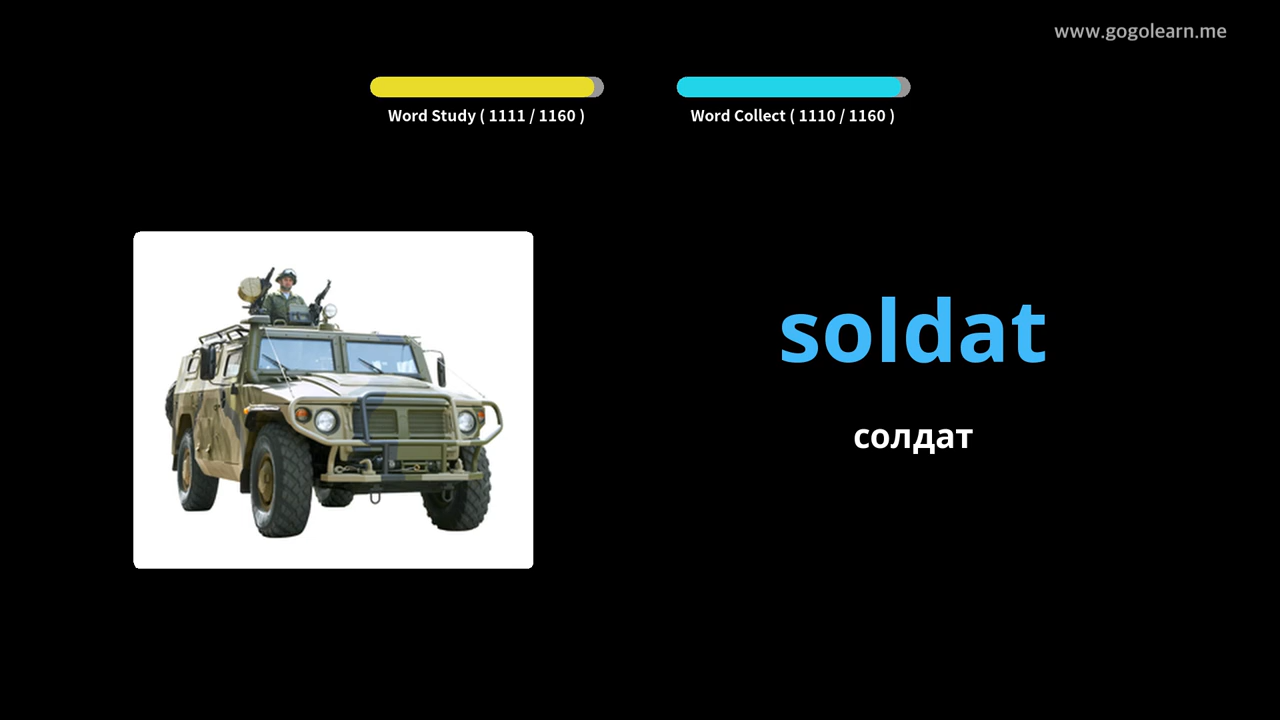 www.gogolearn.me
Word Study ( 1111 / 1160 )
Word Collect ( 1110 / 1160 )
soldat
солдат